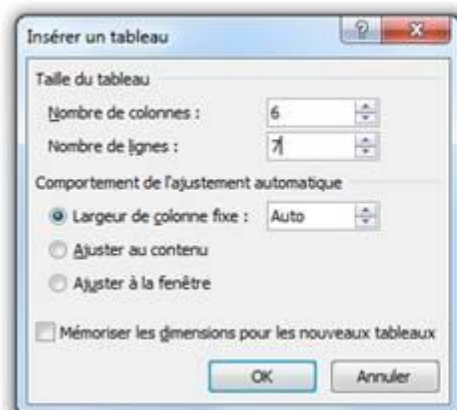 Insérer un tableau
Taille du tableau
Nombre de colonnes : 6
Nombre de lignes : 7
Comportement de l'ajustement automatique
Largeur de colonne fixe : Auto
Ajuster au contenu
Ajuster à la fenêtre
Mémoriser les dimensions pour les nouveaux tableaux
OK Annuler